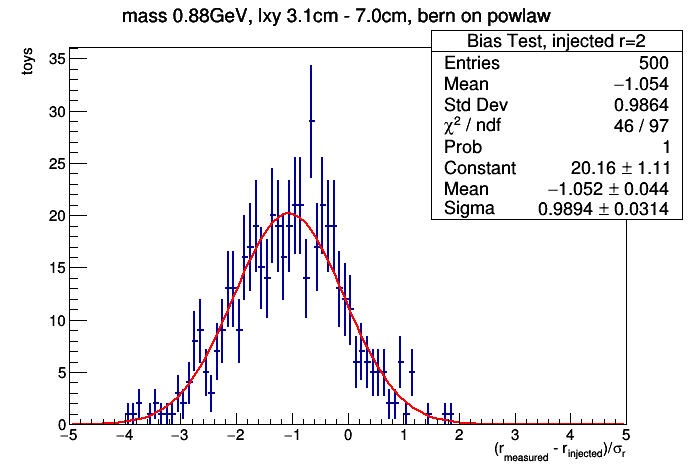 mass 0.88GeV, lxy 3.1cm - 7.0cm, bern on powlaw
toys
Bias Test, injected r=2
Entries 500
Mean −1.054
Std Dev 0.9864
χ² / ndf 46 / 97
Prob 1
Constant 20.16 ± 1.11
Mean −1.052 ± 0.044
Sigma 0.9894 ± 0.0314
35
30
25
20
15
10
5
0
−5 −4 −3 −2 −1 0 1 2 3 4 5
(r_measured - r_injected)/σ_r